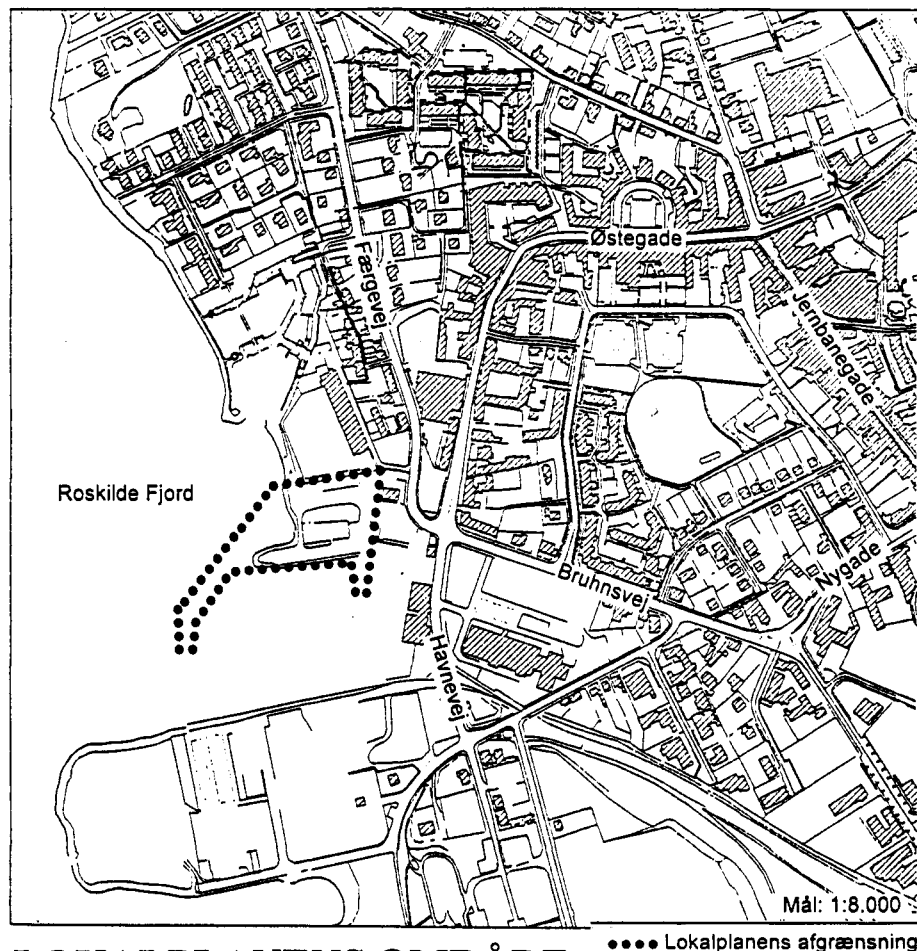 Østegade
Færgevej
Jernbanegade
Roskilde Fjord
Bruhnsvej
Nygade
Havnevej
Mål: 1:8.000
Lokalplanens afgrænsning